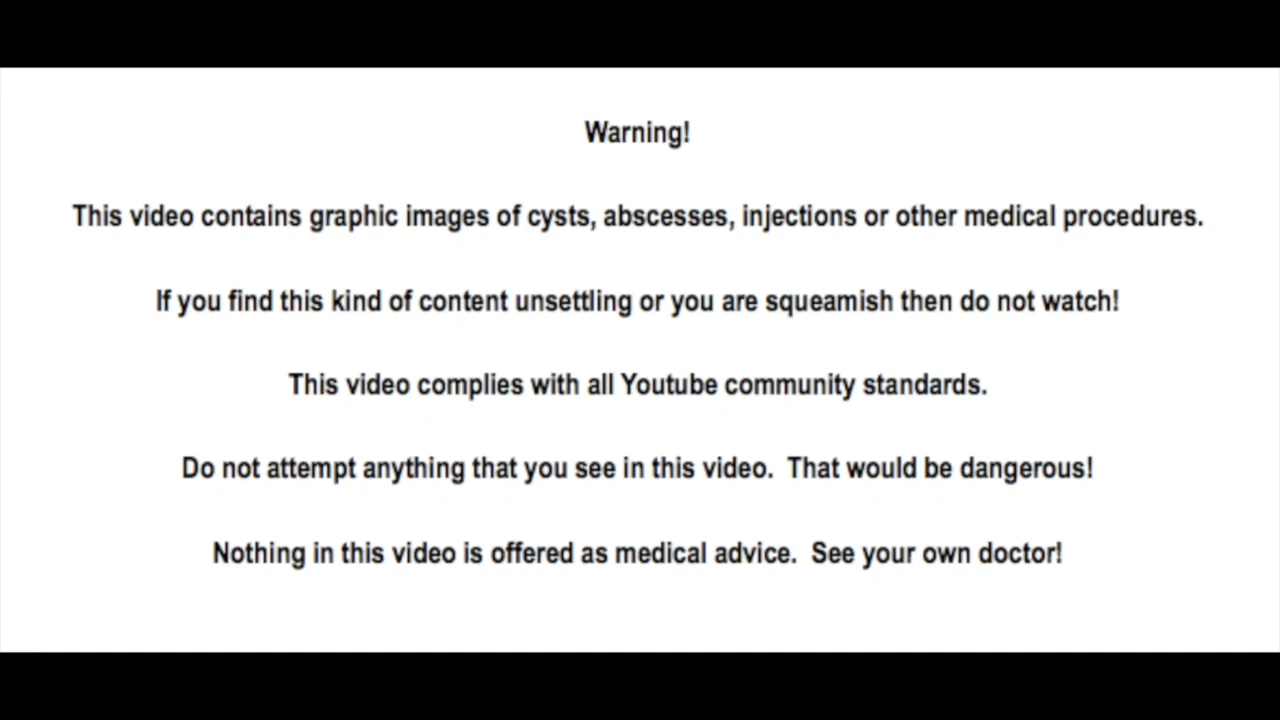 Warning!
This video contains graphic images of cysts, abscesses, injections or other medical procedures.
If you find this kind of content unsettling or you are squeamish then do not watch!
This video complies with all Youtube community standards.
Do not attempt anything that you see in this video.  That would be dangerous!
Nothing in this video is offered as medical advice.  See your own doctor!